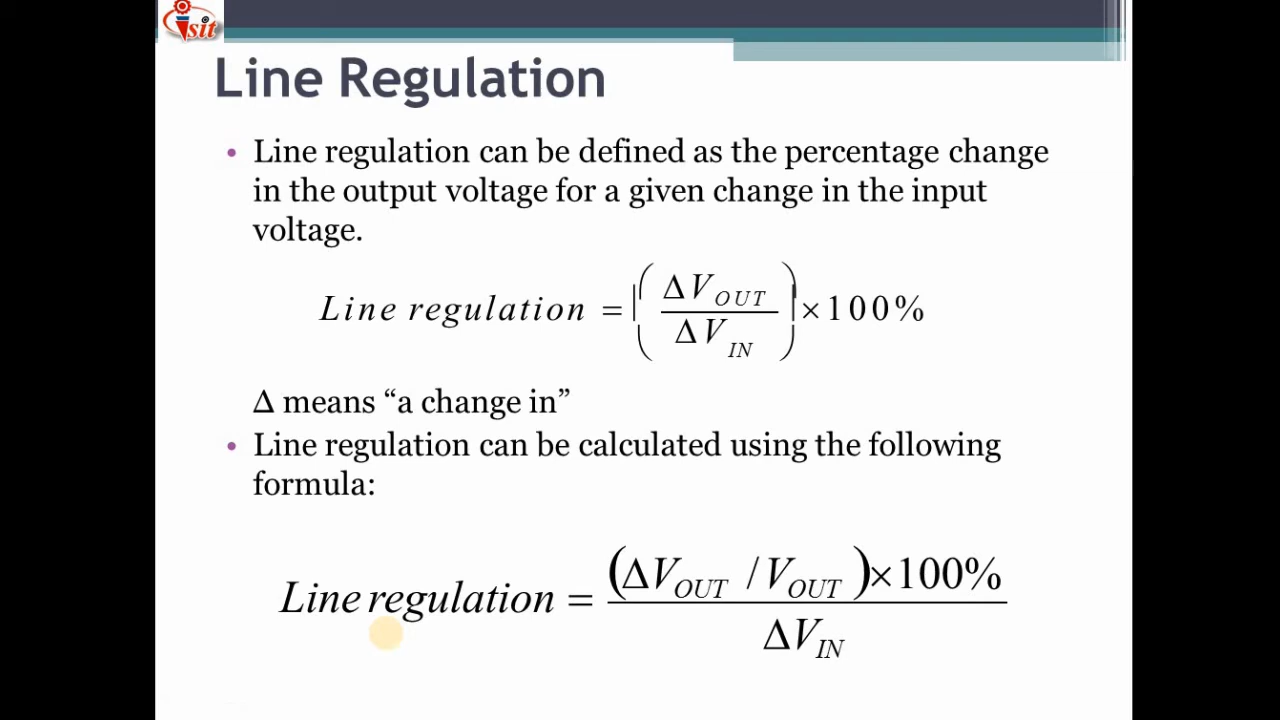 isit
Line Regulation
• Line regulation can be defined as the percentage change
in the output voltage for a given change in the input
voltage.
Line regulation = (ΔV_OUT / ΔV_IN) × 100%
Δ means “a change in”
• Line regulation can be calculated using the following
formula:
Line regulation = (ΔV_OUT / V_OUT) × 100% / ΔV_IN